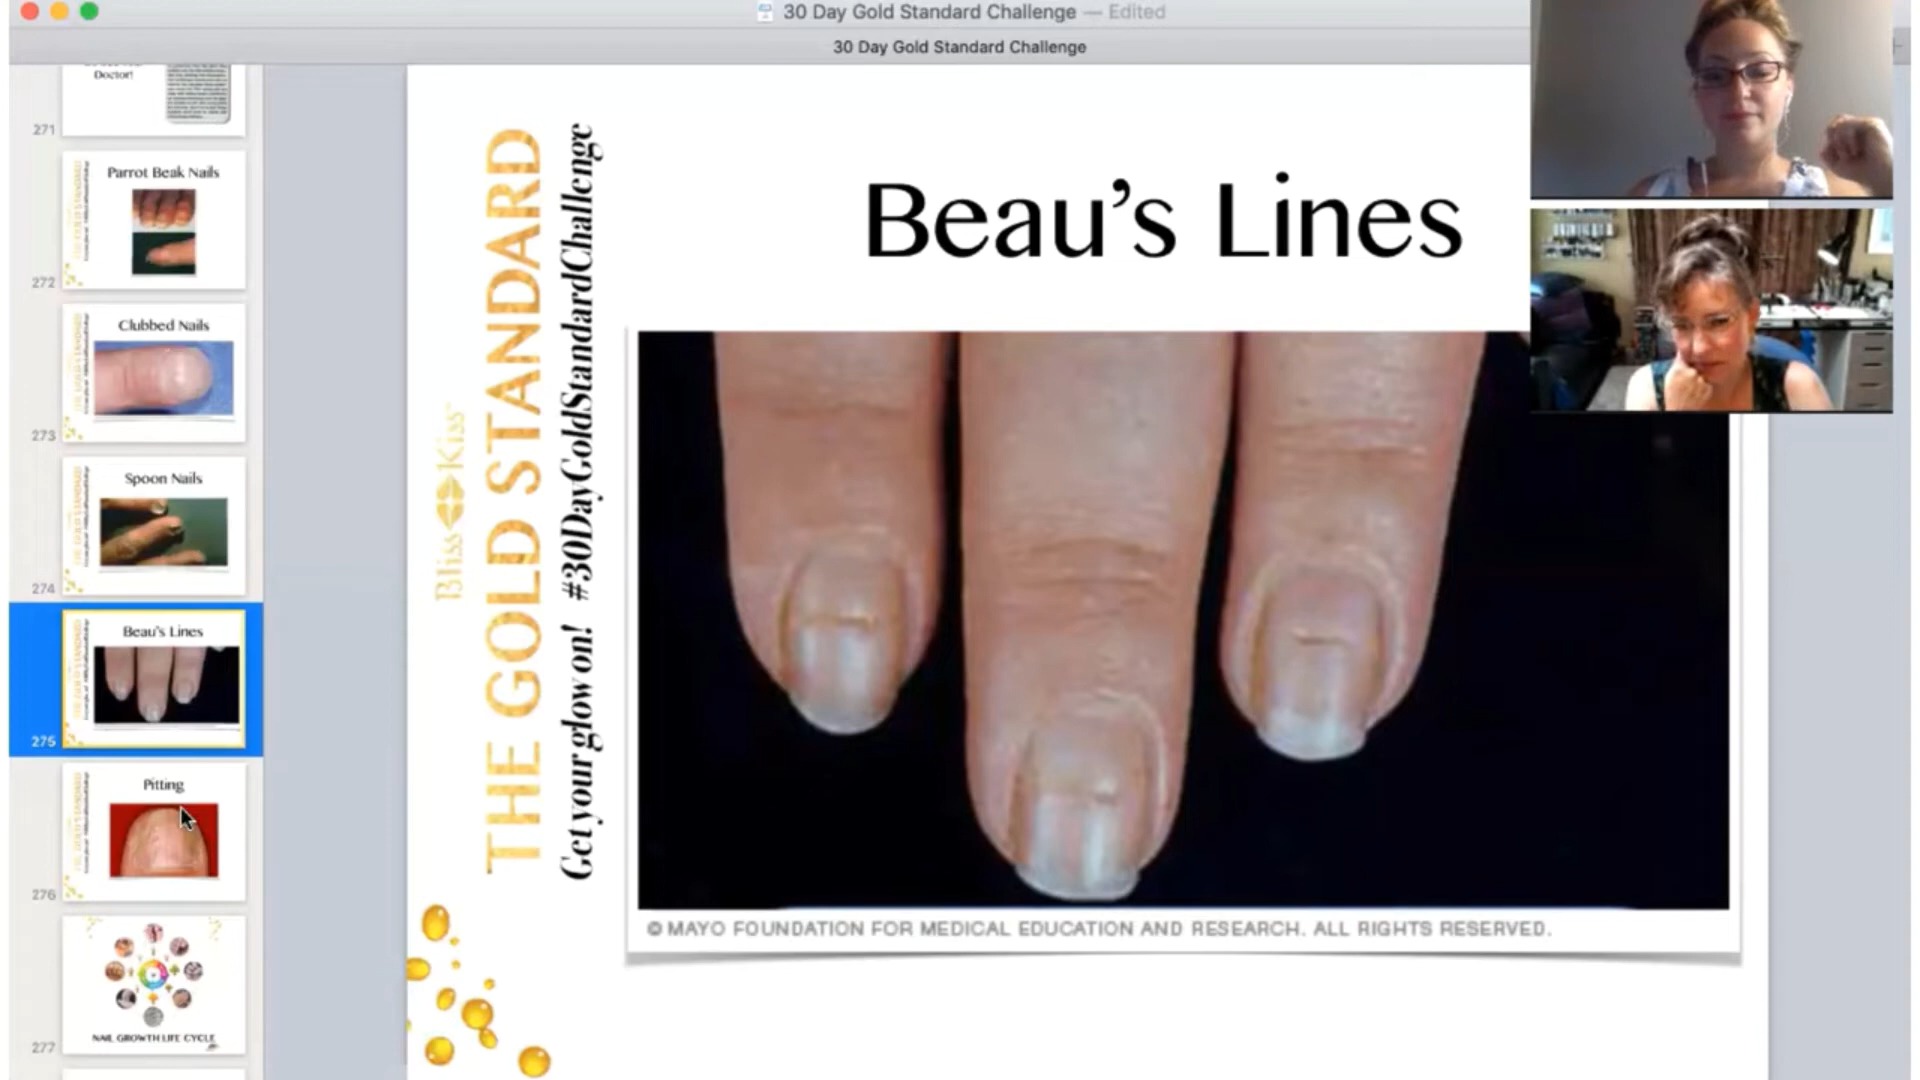 30 Day Gold Standard Challenge — Edited
30 Day Gold Standard Challenge
Doctor!
271
Parrot Beak Nails
272
Clubbed Nails
273
Spoon Nails
274
Beau's Lines
275
Pitting
276
NAIL GROWTH LIFE CYCLE
277
Bliss Kiss™
THE GOLD STANDARD
Get your glow on! #30DayGoldStandardChallenge
Beau’s Lines
© MAYO FOUNDATION FOR MEDICAL EDUCATION AND RESEARCH. ALL RIGHTS RESERVED.